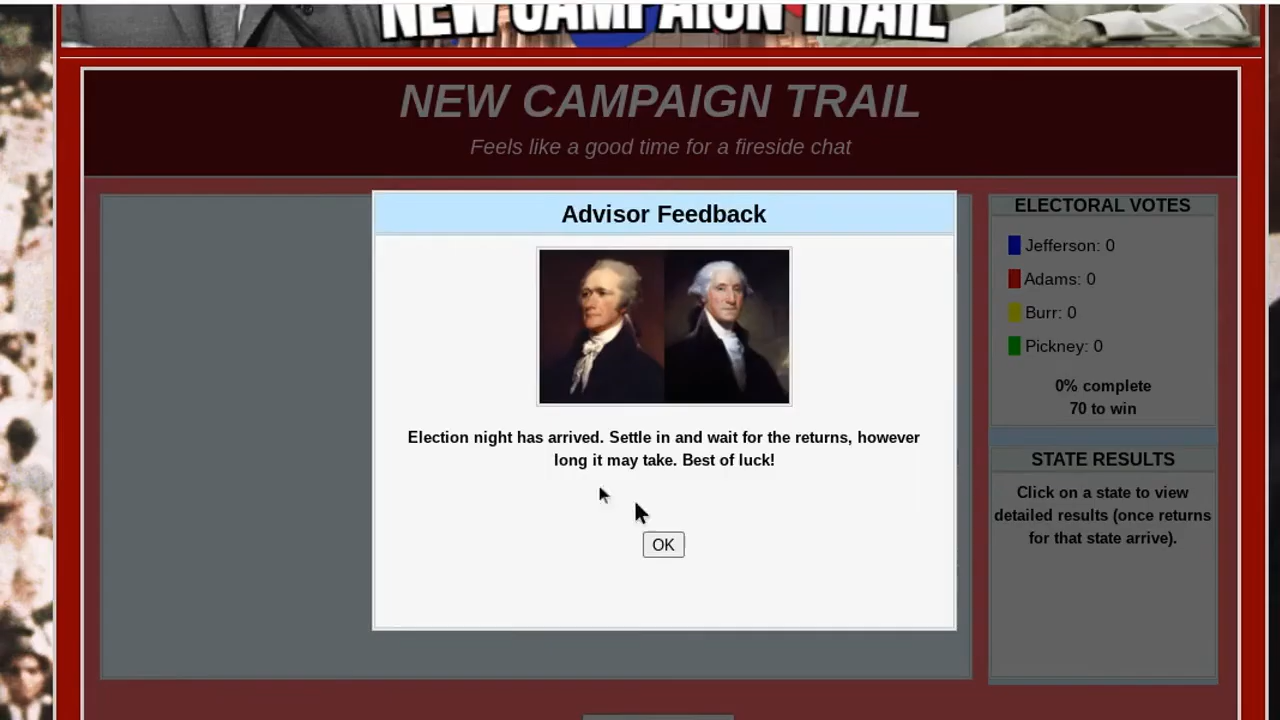 NEW CAMPAIGN TRAIL
NEW CAMPAIGN TRAIL
Feels like a good time for a fireside chat
Advisor Feedback
Election night has arrived. Settle in and wait for the returns, however
long it may take. Best of luck!
OK
ELECTORAL VOTES
Jefferson: 0
Adams: 0
Burr: 0
Pickney: 0
0% complete
70 to win
STATE RESULTS
Click on a state to view
detailed results (once returns
for that state arrive).